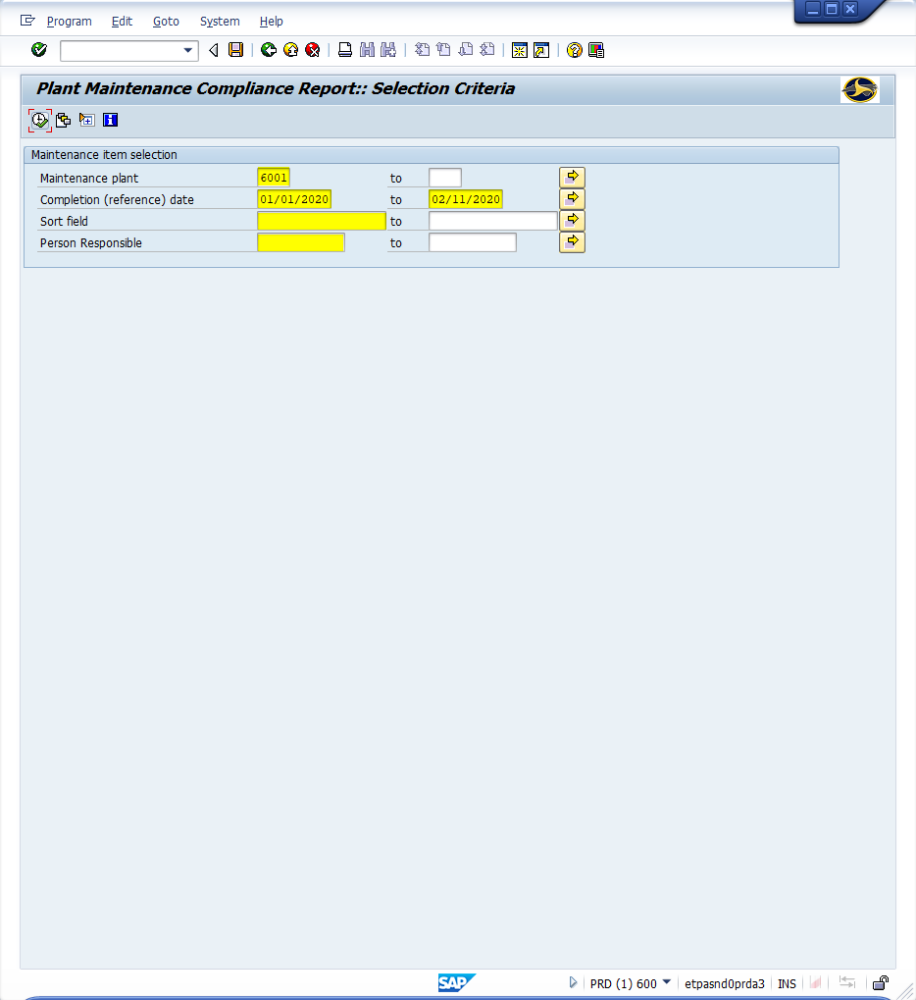 Program Edit Goto System Help
Plant Maintenance Compliance Report:: Selection Criteria
Maintenance item selection
Maintenance plant 6001 to
Completion (reference) date 01/01/2020 to 02/11/2020
Sort field to
Person Responsible to
SAP PRD (1) 600 etpasnd0prda3 INS